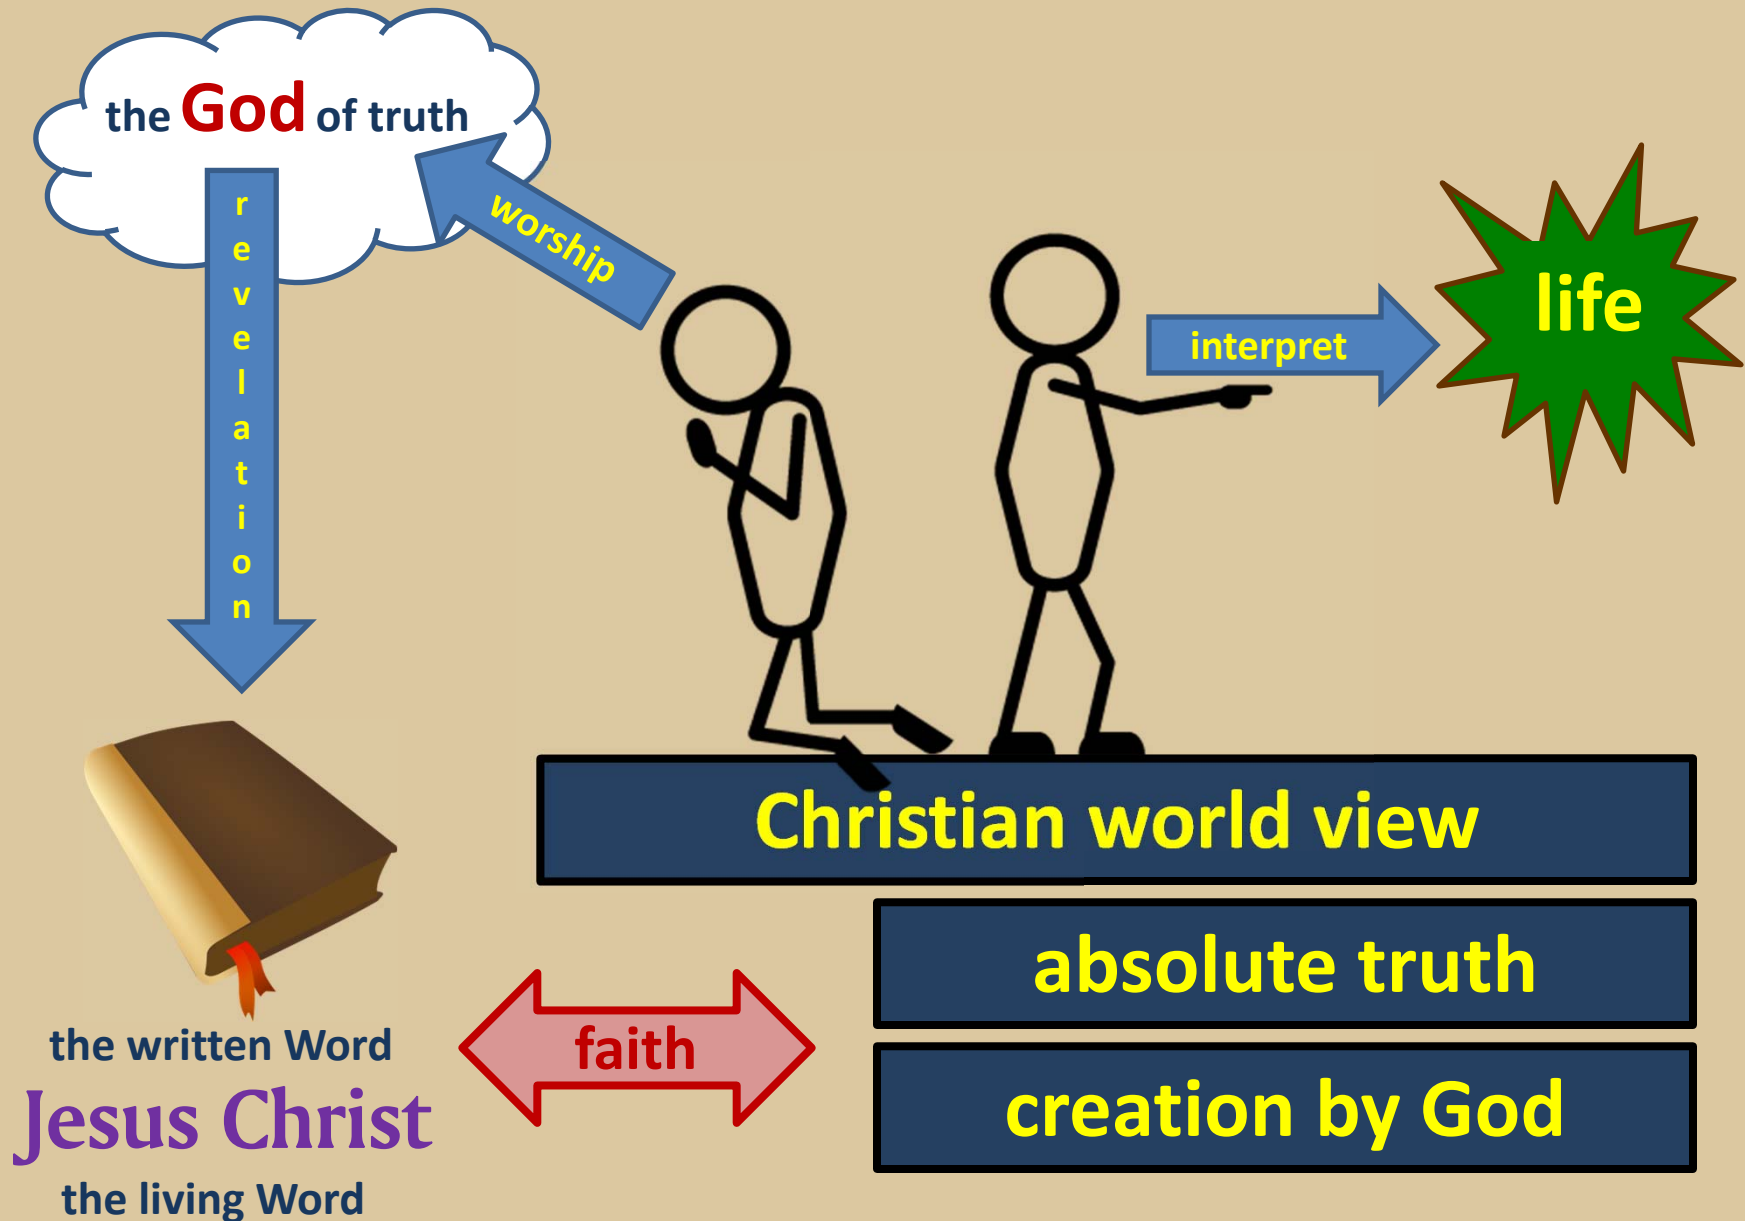 the God of truth
revelation
worship
interpret
life
Christian world view
absolute truth
creation by God
faith
the written Word
Jesus Christ
the living Word